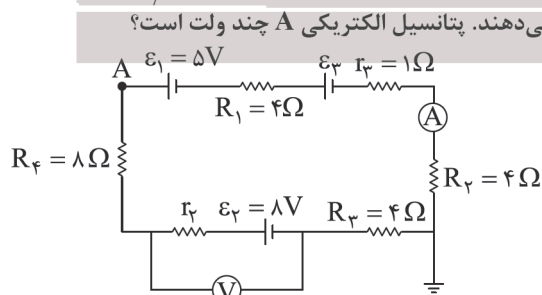 می‌دهند. پتانسیل الکتریکی A چند ولت است؟
A ε₁ = ۵V ε₃ r₃ = ۱Ω
R₁ = ۴Ω
A
R₄ = ۸Ω
R₂ = ۴Ω
r₂ ε₂ = ۸V R₃ = ۴Ω
V